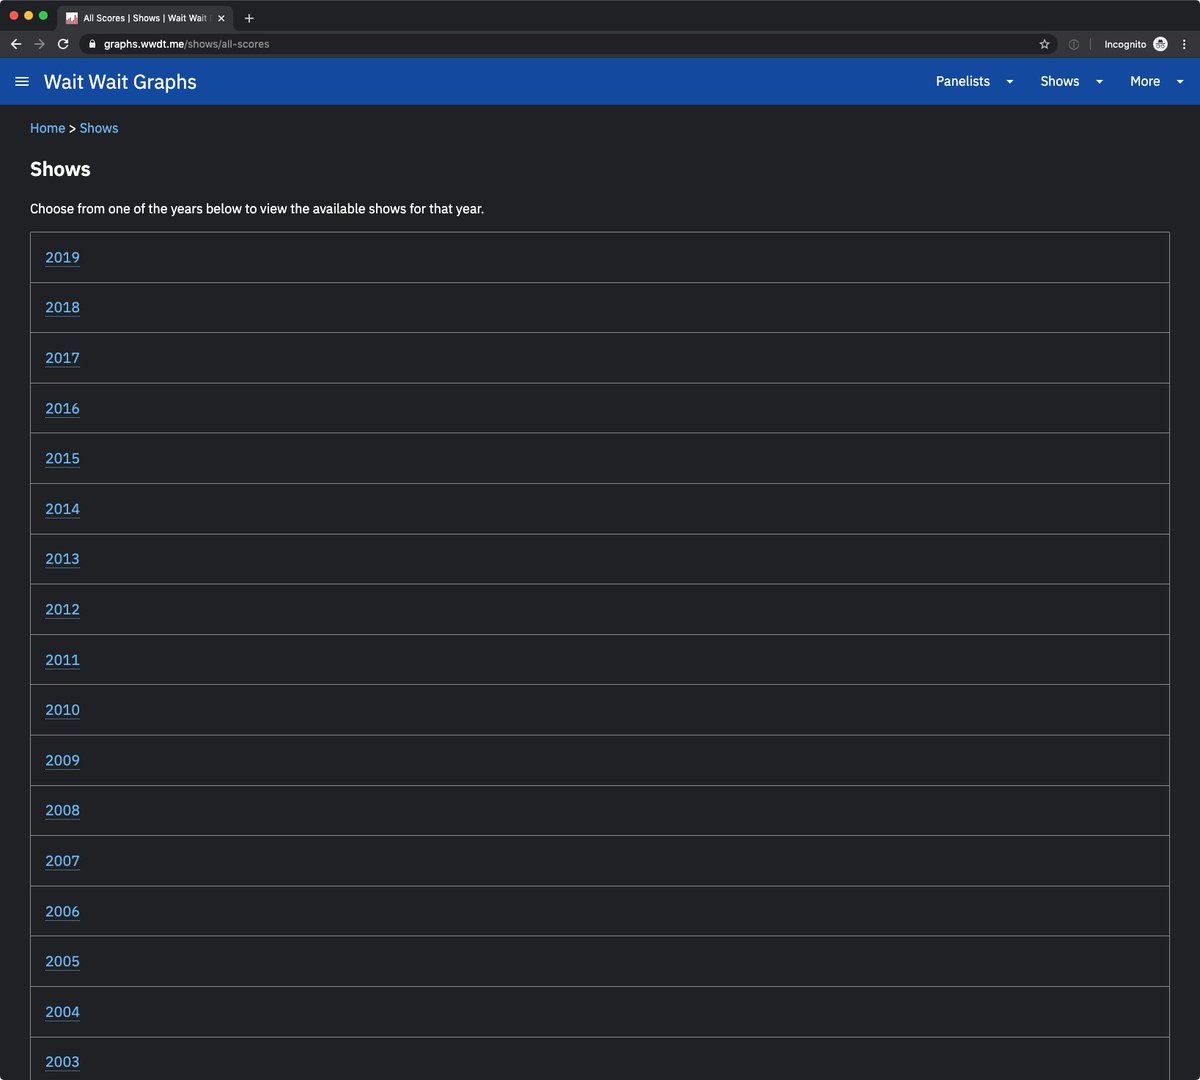 All Scores | Shows | Wait Wait
graphs.wwdt.me/shows/all-scores
Incognito
Wait Wait Graphs
Panelists
Shows
More
Home > Shows
Shows
Choose from one of the years below to view the available shows for that year.
2019
2018
2017
2016
2015
2014
2013
2012
2011
2010
2009
2008
2007
2006
2005
2004
2003